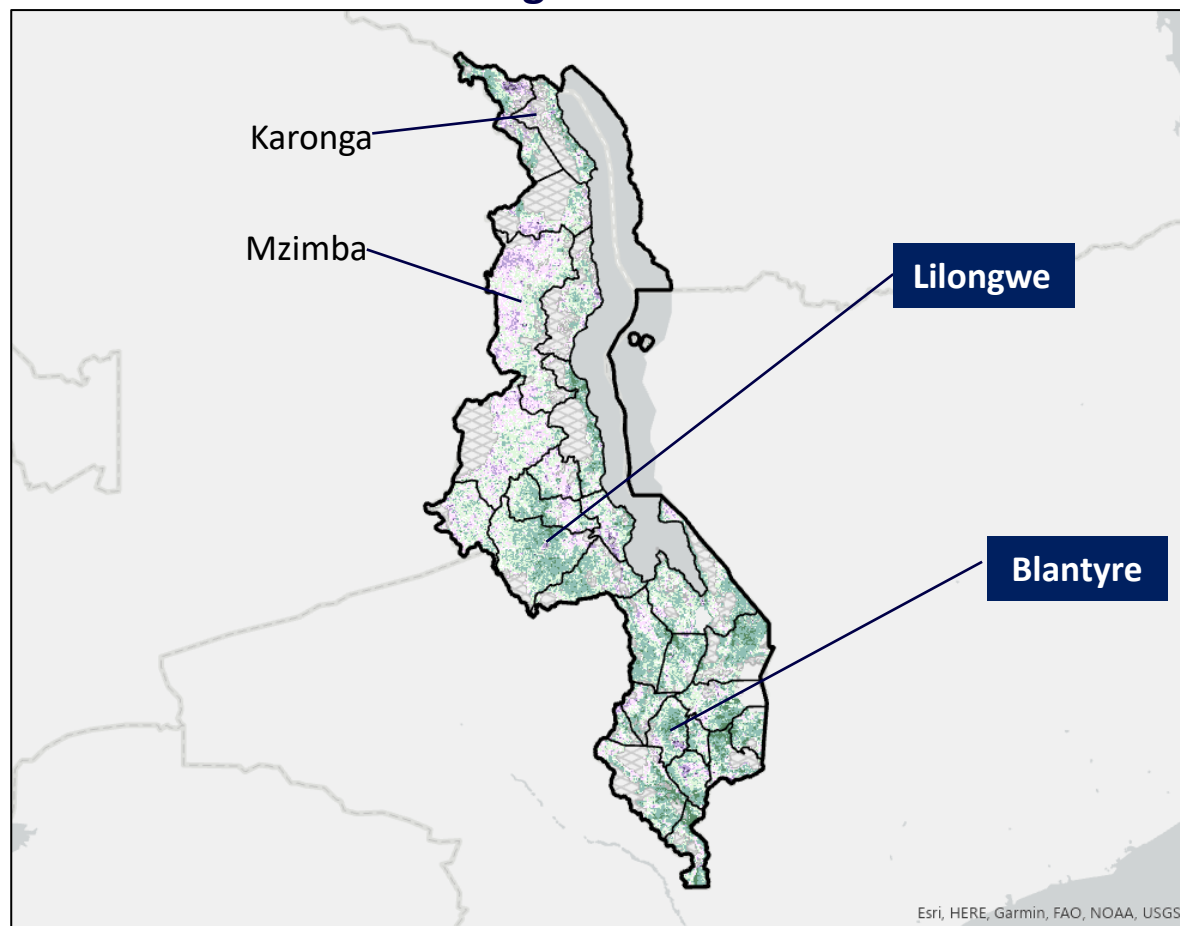 Karonga
Mzimba
Lilongwe
Blantyre
Esri, HERE, Garmin, FAO, NOAA, USGS